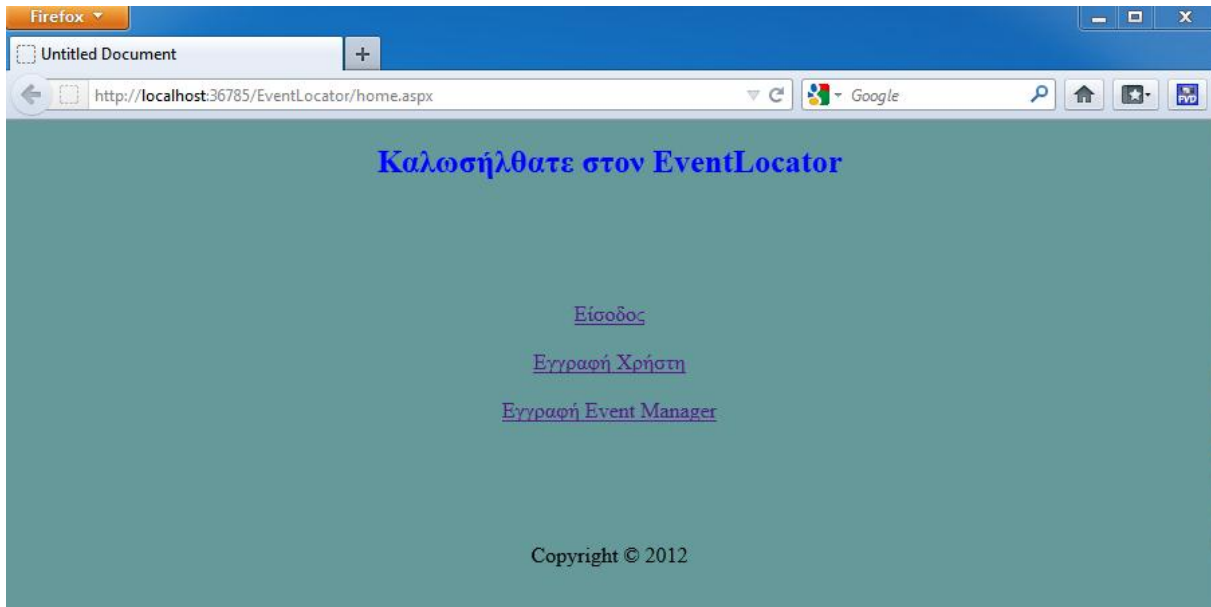 Firefox
Untitled Document
http://localhost:36785/EventLocator/home.aspx
Google
FVD
Καλωσήλθατε στον EventLocator
Είσοδος
Εγγραφή Χρήστη
Εγγραφή Event Manager
Copyright © 2012